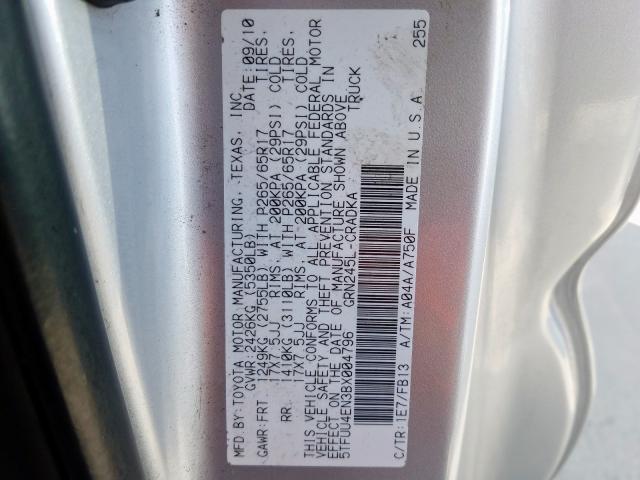 MFD.BY:TOYOTA MOTOR MANUFACTURING, TEXAS, INC. DATE:09/10
GVWR:2426KG (5350LB)
GAWR:FRT 1249KG (2755LB) WITH P265/65R17 TIRES,
17X7.5JJ RIMS, AT 200KPA (29PSI) COLD
RR 1410KG (3110LB) WITH P265/65R17 TIRES,
17X7.5JJ RIMS, AT 200KPA (29PSI) COLD
THIS VEHICLE CONFORMS TO ALL APPLICABLE FEDERAL MOTOR
VEHICLE SAFETY AND THEFT PREVENTION STANDARDS IN
EFFECT ON THE DATE OF MANUFACTURE SHOWN ABOVE
5TFUU4EN3BX004796 GRN245L-CRADKA TRUCK
C/TR:1E7/FB13 A/TM:A04A/A750F MADE IN U.S.A 255